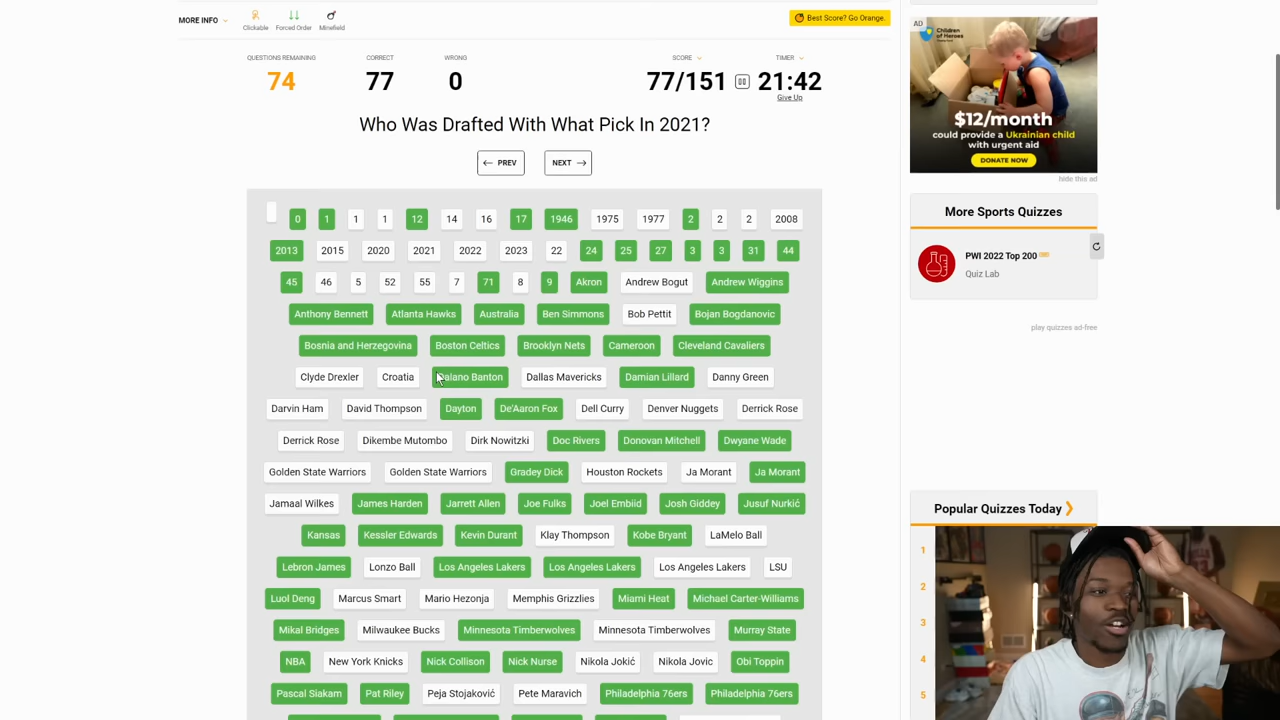 MORE INFO
Clickable Forced Order Minefield
Best Score? Go Orange.
QUESTIONS REMAINING CORRECT WRONG SCORE TIMER
74 77 0 77/151 21:42
Give Up
Who Was Drafted With What Pick In 2021?
PREV NEXT
0 1 1 1 12 14 16 17 1946 1975 1977 2 2 2 2008
2013 2015 2020 2021 2022 2023 22 24 25 27 3 3 31 44
45 46 5 52 55 7 71 8 9 Akron Andrew Bogut Andrew Wiggins
Anthony Bennett Atlanta Hawks Australia Ben Simmons Bob Pettit Bojan Bogdanovic
Bosnia and Herzegovina Boston Celtics Brooklyn Nets Cameroon Cleveland Cavaliers
Clyde Drexler Croatia Dalano Banton Dallas Mavericks Damian Lillard Danny Green
Darvin Ham David Thompson Dayton De'Aaron Fox Dell Curry Denver Nuggets Derrick Rose
Derrick Rose Dikembe Mutombo Dirk Nowitzki Doc Rivers Donovan Mitchell Dwyane Wade
Golden State Warriors Golden State Warriors Gradey Dick Houston Rockets Ja Morant Ja Morant
Jamaal Wilkes James Harden Jarrett Allen Joe Fulks Joel Embiid Josh Giddey Jusuf Nurkić
Kansas Kessler Edwards Kevin Durant Klay Thompson Kobe Bryant LaMelo Ball
Lebron James Lonzo Ball Los Angeles Lakers Los Angeles Lakers Los Angeles Lakers LSU
Luol Deng Marcus Smart Mario Hezonja Memphis Grizzlies Miami Heat Michael Carter-Williams
Mikal Bridges Milwaukee Bucks Minnesota Timberwolves Minnesota Timberwolves Murray State
NBA New York Knicks Nick Collison Nick Nurse Nikola Jokić Nikola Jovic Obi Toppin
Pascal Siakam Pat Riley Peja Stojaković Pete Maravich Philadelphia 76ers Philadelphia 76ers
AD
Children of Heroes
$12/month
could provide a Ukrainian child
with urgent aid
DONATE NOW
hide this ad
More Sports Quizzes
PWI 2022 Top 200
Quiz Lab
play quizzes ad-free
Popular Quizzes Today
1
2
3
4
5